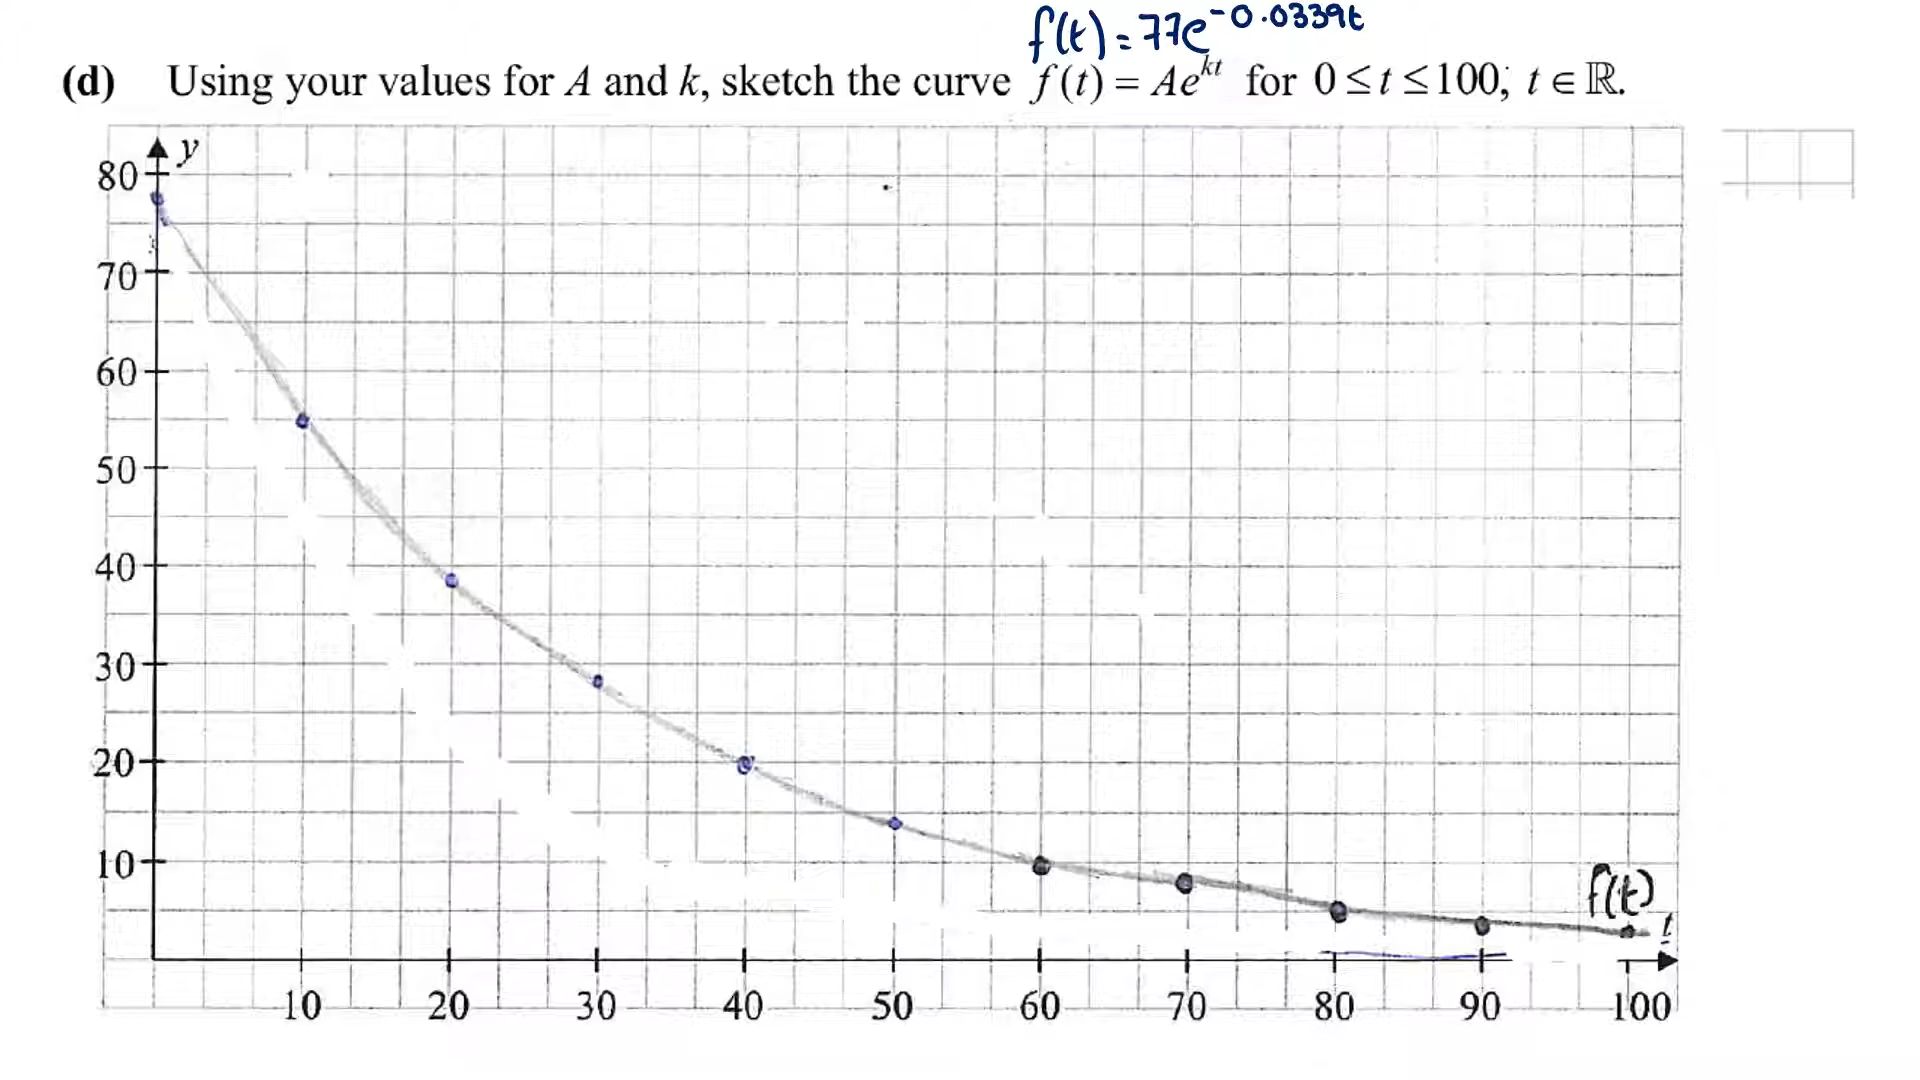 f(t) = 77e^-0.0339t
(d) Using your values for A and k, sketch the curve f(t) = Ae^kt for 0 ≤ t ≤ 100, t ∈ ℝ.
y
80
70
60
50
40
30
20
10
f(t)
t
10 20 30 40 50 60 70 80 90 100